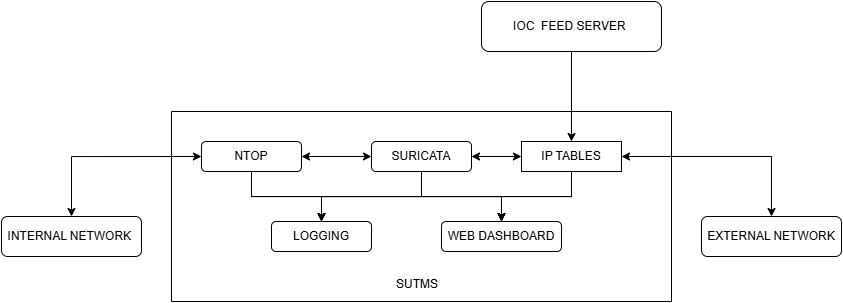 IOC FEED SERVER
NTOP
SURICATA
IP TABLES
INTERNAL NETWORK
LOGGING
WEB DASHBOARD
EXTERNAL NETWORK
SUTMS